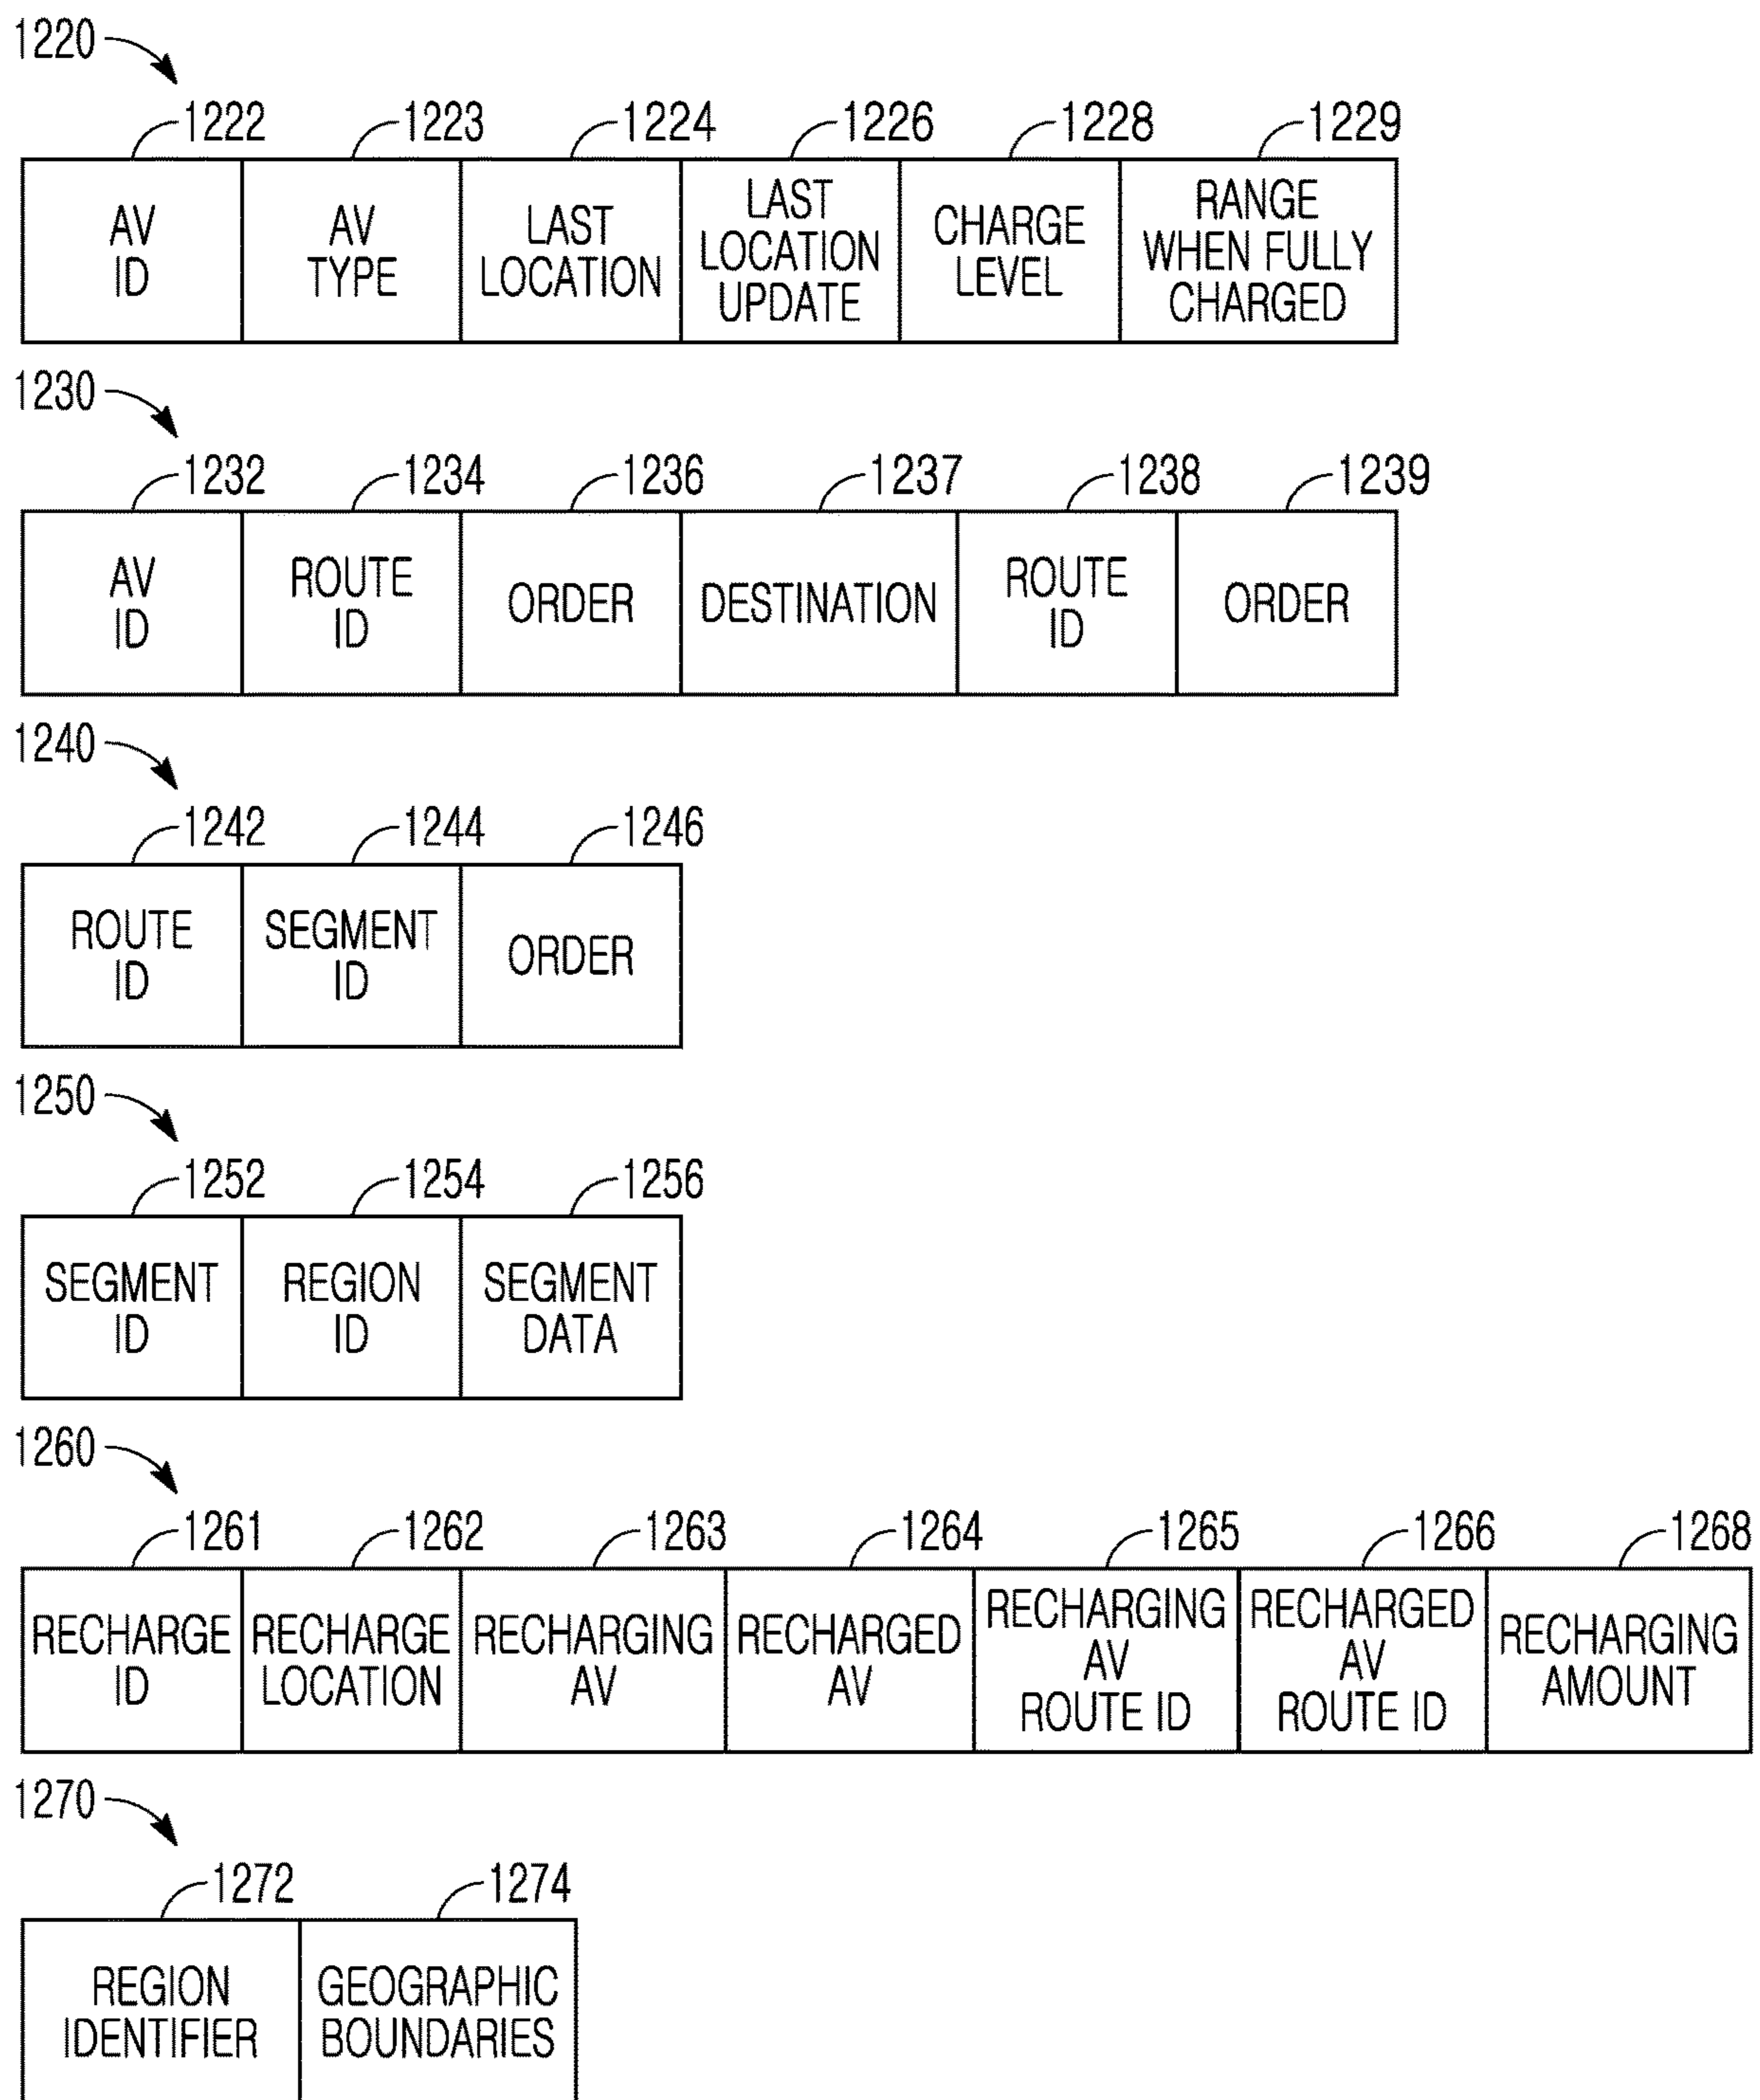 1220
1222 1223 1224 1226 1228 1229
AV ID
AV TYPE
LAST LOCATION
LAST LOCATION UPDATE
CHARGE LEVEL
RANGE WHEN FULLY CHARGED
1230
1232 1234 1236 1237 1238 1239
AV ID
ROUTE ID
ORDER
DESTINATION
ROUTE ID
ORDER
1240
1242 1244 1246
ROUTE ID
SEGMENT ID
ORDER
1250
1252 1254 1256
SEGMENT ID
REGION ID
SEGMENT DATA
1260
1261 1262 1263 1264 1265 1266 1268
RECHARGE ID
RECHARGE LOCATION
RECHARGING AV
RECHARGED AV
RECHARGING AV ROUTE ID
RECHARGED AV ROUTE ID
RECHARGING AMOUNT
1270
1272 1274
REGION IDENTIFIER
GEOGRAPHIC BOUNDARIES